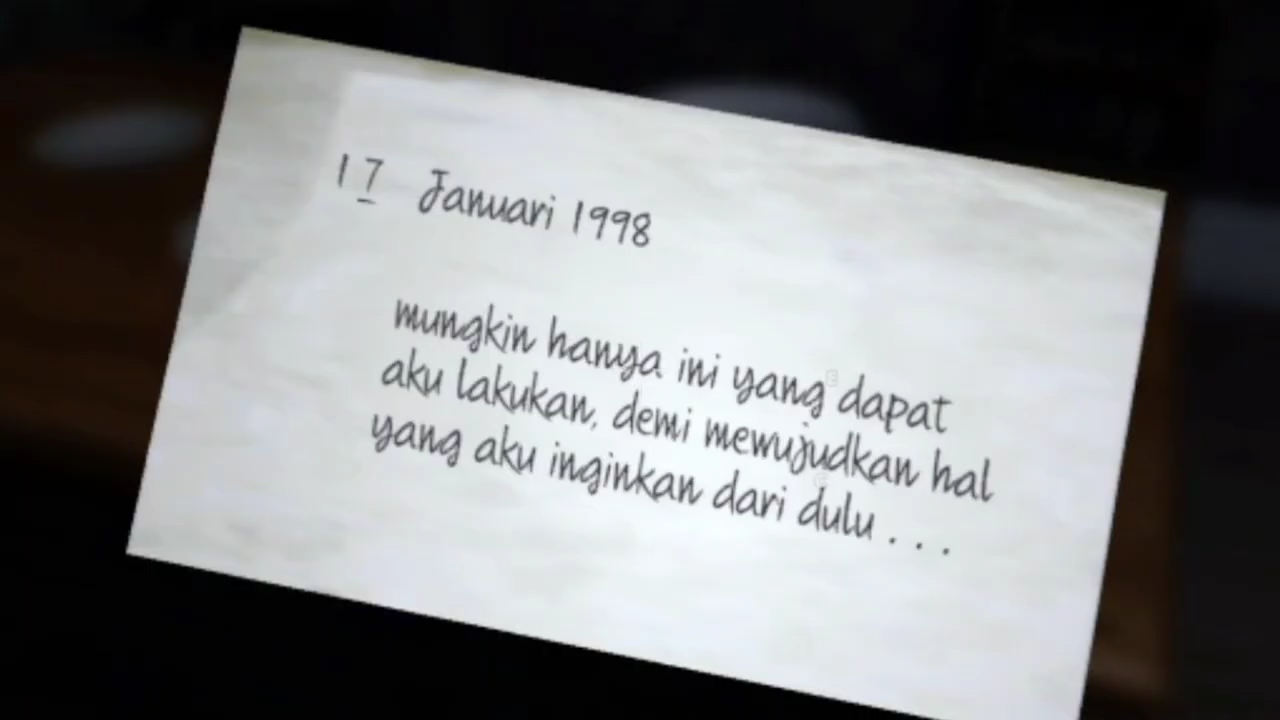 17 Januari 1998
mungkin hanya ini yang dapat
aku lakukan, demi mewujudkan hal
yang aku inginkan dari dulu . . .